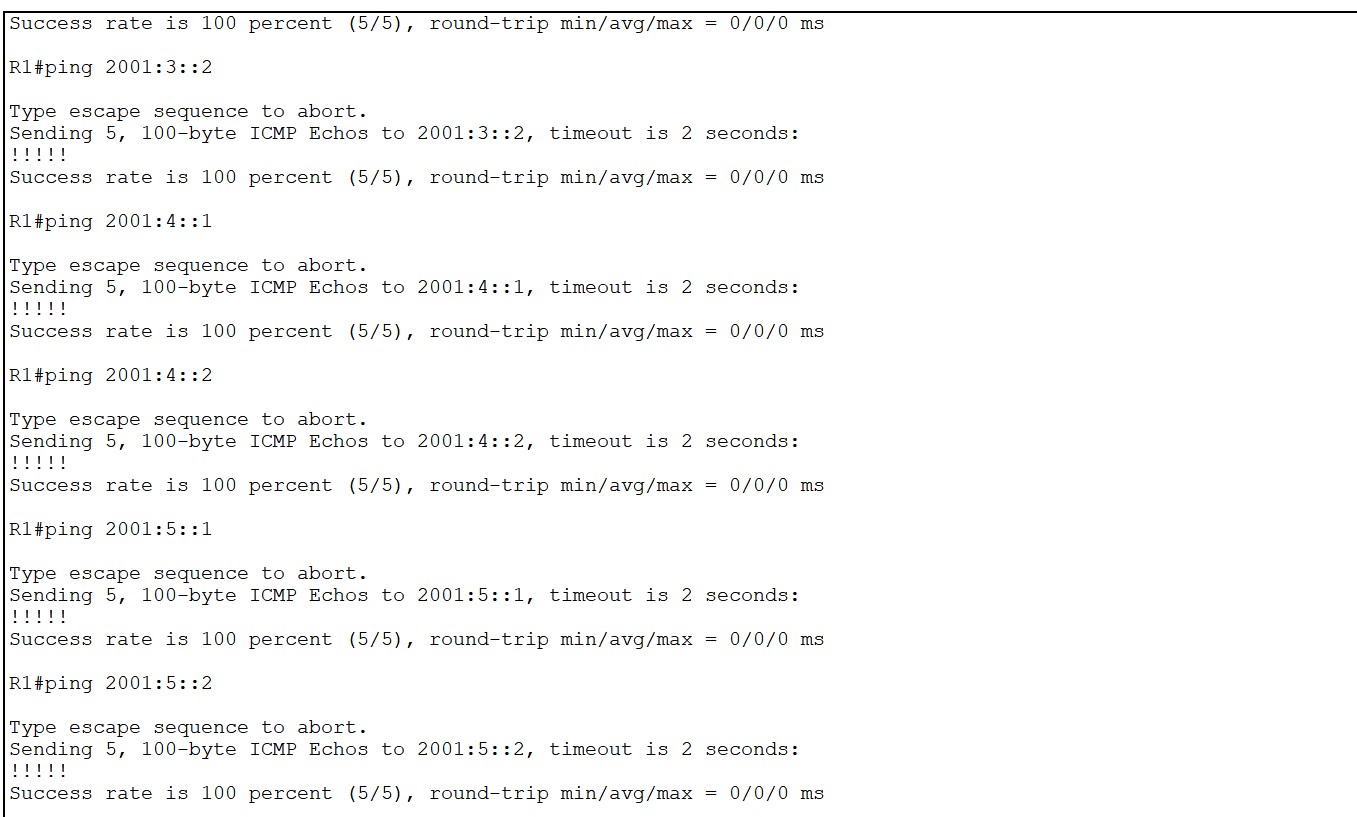 Success rate is 100 percent (5/5), round-trip min/avg/max = 0/0/0 ms
R1#ping 2001:3::2
Type escape sequence to abort.
Sending 5, 100-byte ICMP Echos to 2001:3::2, timeout is 2 seconds:
!!!!!
Success rate is 100 percent (5/5), round-trip min/avg/max = 0/0/0 ms
R1#ping 2001:4::1
Type escape sequence to abort.
Sending 5, 100-byte ICMP Echos to 2001:4::1, timeout is 2 seconds:
!!!!!
Success rate is 100 percent (5/5), round-trip min/avg/max = 0/0/0 ms
R1#ping 2001:4::2
Type escape sequence to abort.
Sending 5, 100-byte ICMP Echos to 2001:4::2, timeout is 2 seconds:
!!!!!
Success rate is 100 percent (5/5), round-trip min/avg/max = 0/0/0 ms
R1#ping 2001:5::1
Type escape sequence to abort.
Sending 5, 100-byte ICMP Echos to 2001:5::1, timeout is 2 seconds:
!!!!!
Success rate is 100 percent (5/5), round-trip min/avg/max = 0/0/0 ms
R1#ping 2001:5::2
Type escape sequence to abort.
Sending 5, 100-byte ICMP Echos to 2001:5::2, timeout is 2 seconds:
!!!!!
Success rate is 100 percent (5/5), round-trip min/avg/max = 0/0/0 ms